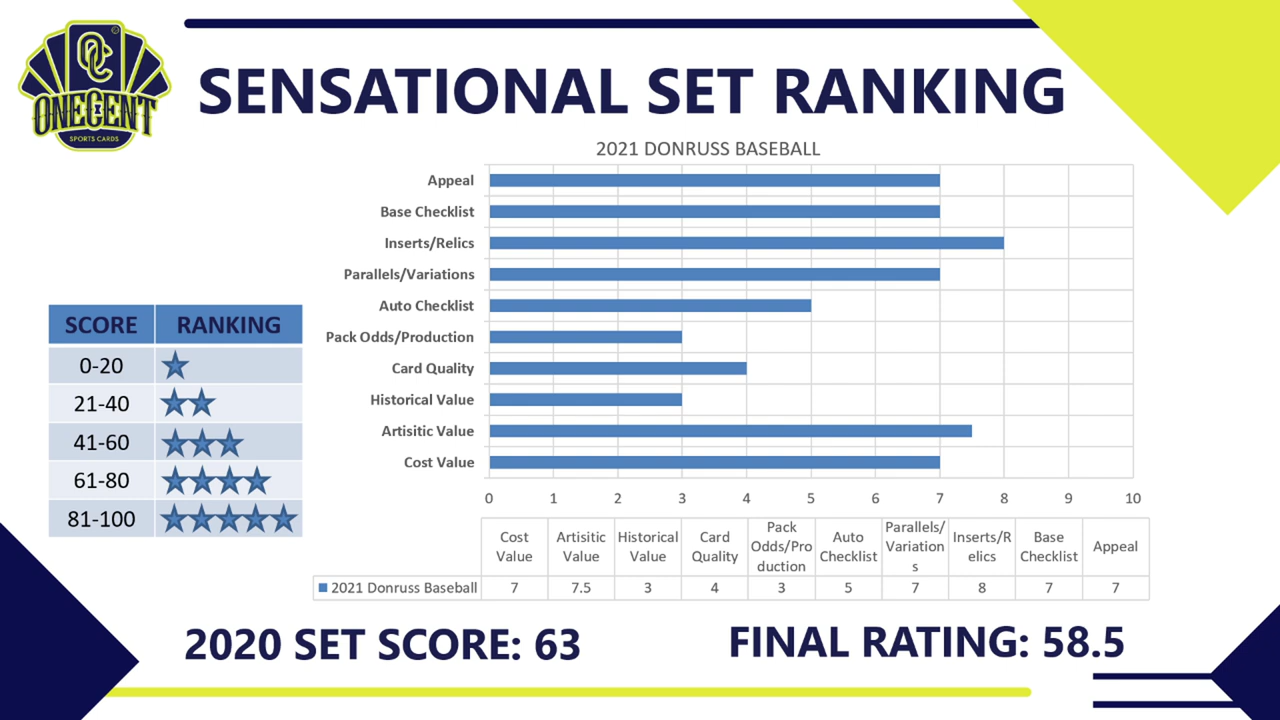 OC
ONECENT
SPORTS CARDS
SENSATIONAL SET RANKING
2021 DONRUSS BASEBALL
Appeal
Base Checklist
Inserts/Relics
Parallels/Variations
Auto Checklist
Pack Odds/Production
Card Quality
Historical Value
Artisitic Value
Cost Value
0 1 2 3 4 5 6 7 8 9 10
SCORE RANKING
0-20
21-40
41-60
61-80
81-100
Cost Value Artisitic Value Historical Value Card Quality Pack Odds/Production Auto Checklist Parallels/Variations Inserts/Relics Base Checklist Appeal
2021 Donruss Baseball 7 7.5 3 4 3 5 7 8 7 7
2020 SET SCORE: 63
FINAL RATING: 58.5